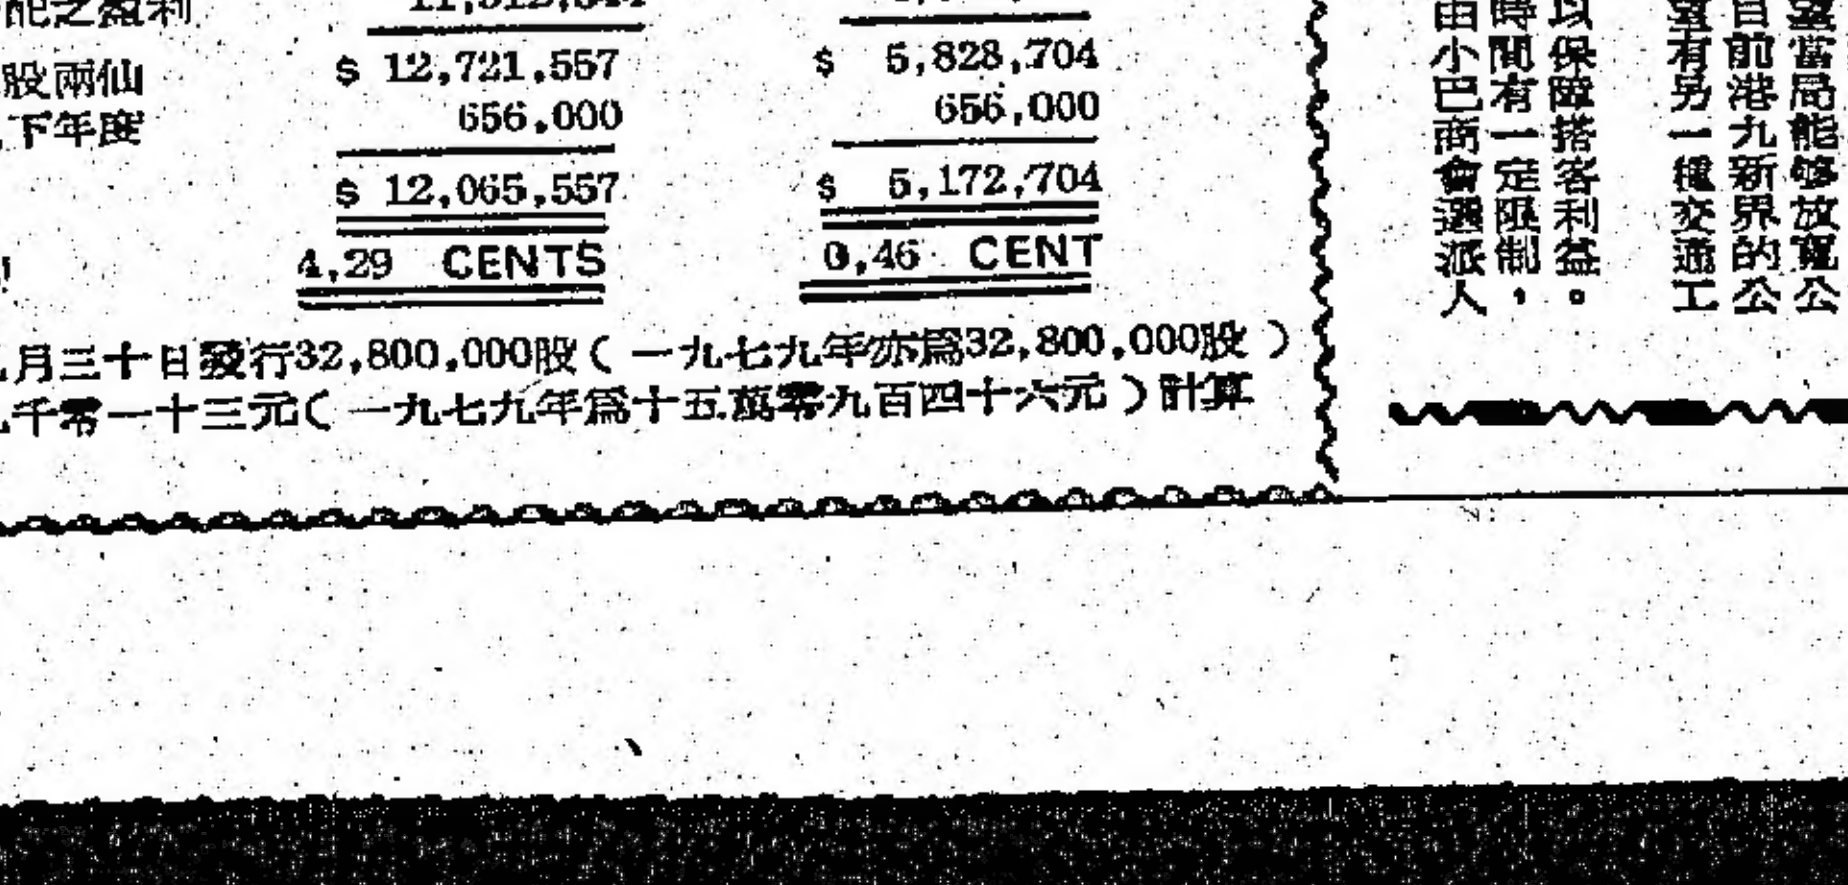 配之盈利
$ 12,721,557 $ 5,828,704
股兩仙 656,000 656,000
下年度
$ 12,065,557 $ 5,172,704
4,29 CENTS 0,46 CENT
月三十日發行32,800,000股(一九七九年亦爲32,800,000股)
千零一十三元(一九七九年爲十五萬零九百四十六元)計算
當局能够放寬公
目前港九新界的公
有另一種交通工
以保障搭客利益。
時間有一定限制,
由小巴商會選派人